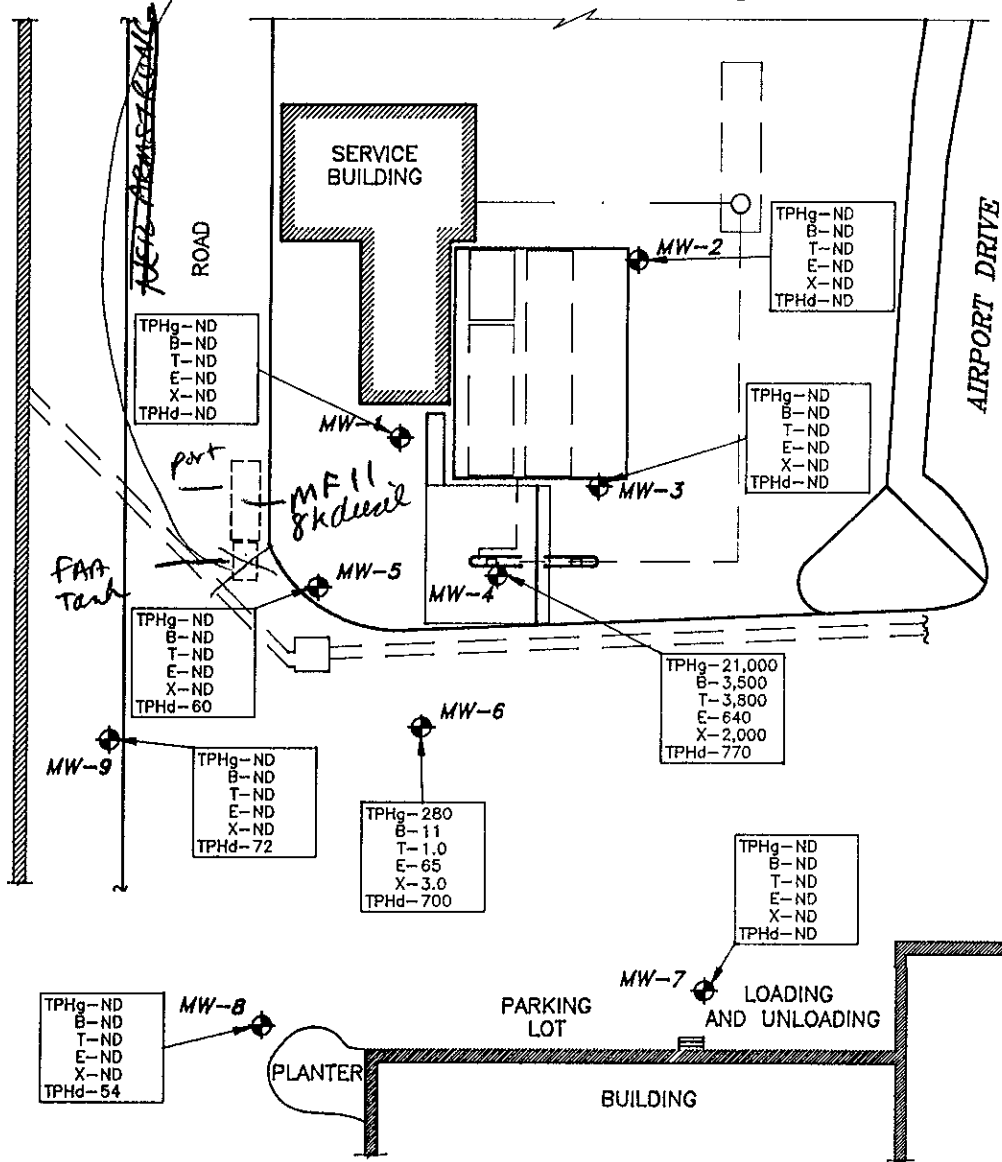 NEIL ARMSTRONG
ROAD
SERVICE
BUILDING
AIRPORT DRIVE
MW-2
TPHg-ND
B-ND
T-ND
E-ND
X-ND
TPHd-ND
TPHg-ND
B-ND
T-ND
E-ND
X-ND
TPHd-ND
MW-1
TPHg-ND
B-ND
T-ND
E-ND
X-ND
TPHd-ND
MW-3
port
MF11
8k diesel
FAA
Tank
MW-5
MW-4
TPHg-ND
B-ND
T-ND
E-ND
X-ND
TPHd-60
TPHg-21,000
B-3,500
T-3,800
E-640
X-2,000
TPHd-770
MW-6
MW-9
TPHg-ND
B-ND
T-ND
E-ND
X-ND
TPHd-72
TPHg-280
B-11
T-1.0
E-65
X-3.0
TPHd-700
TPHg-ND
B-ND
T-ND
E-ND
X-ND
TPHd-ND
MW-7
TPHg-ND
B-ND
T-ND
E-ND
X-ND
TPHd-54
MW-8
PARKING
LOT
LOADING
AND UNLOADING
PLANTER
BUILDING